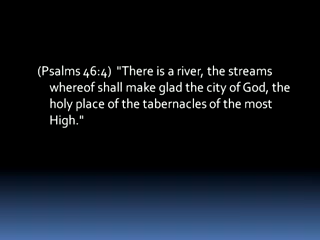 (Psalms 46:4)  "There is a river, the streams
whereof shall make glad the city of God, the
holy place of the tabernacles of the most
High."